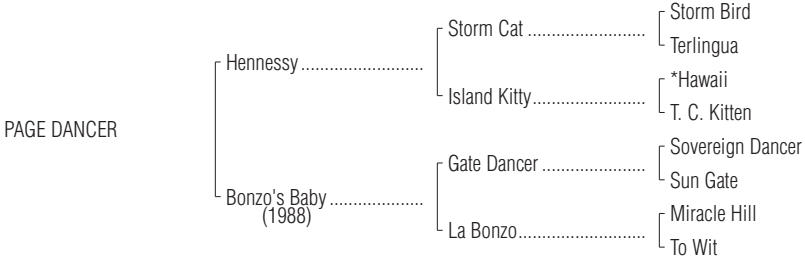 Storm Bird
Storm Cat ........................
Terlingua
Hennessy ..........................
*Hawaii
Island Kitty........................
T. C. Kitten
PAGE DANCER
Sovereign Dancer
Gate Dancer ......................
Sun Gate
Bonzo's Baby ....................
(1988)
Miracle Hill
La Bonzo...........................
To Wit